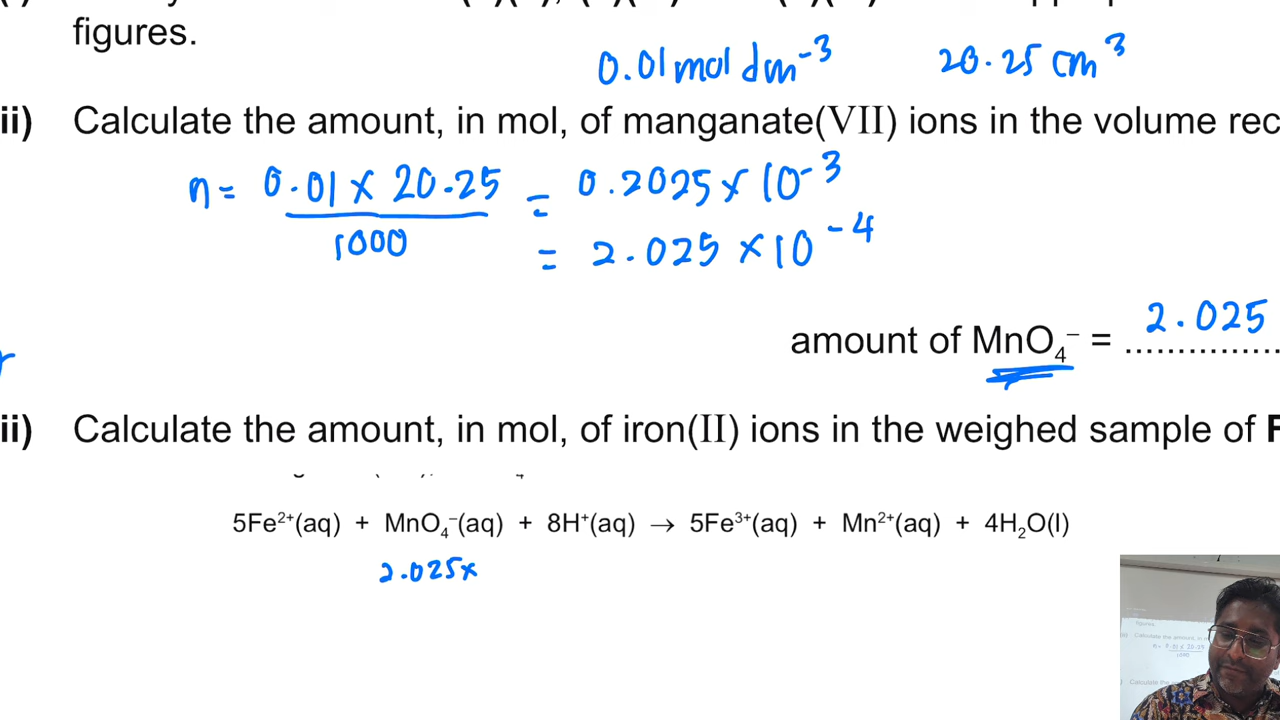 figures.
0.01 mol dm⁻³ 20.25 cm³
ii) Calculate the amount, in mol, of manganate(VII) ions in the volume rec
n = 0.01 × 20.25 / 1000 = 0.2025 × 10⁻³
= 2.025 × 10⁻⁴
2.025
amount of MnO₄⁻ = ...............
ii) Calculate the amount, in mol, of iron(II) ions in the weighed sample of F
5Fe²⁺(aq) + MnO₄⁻(aq) + 8H⁺(aq) → 5Fe³⁺(aq) + Mn²⁺(aq) + 4H₂O(l)
2.025×